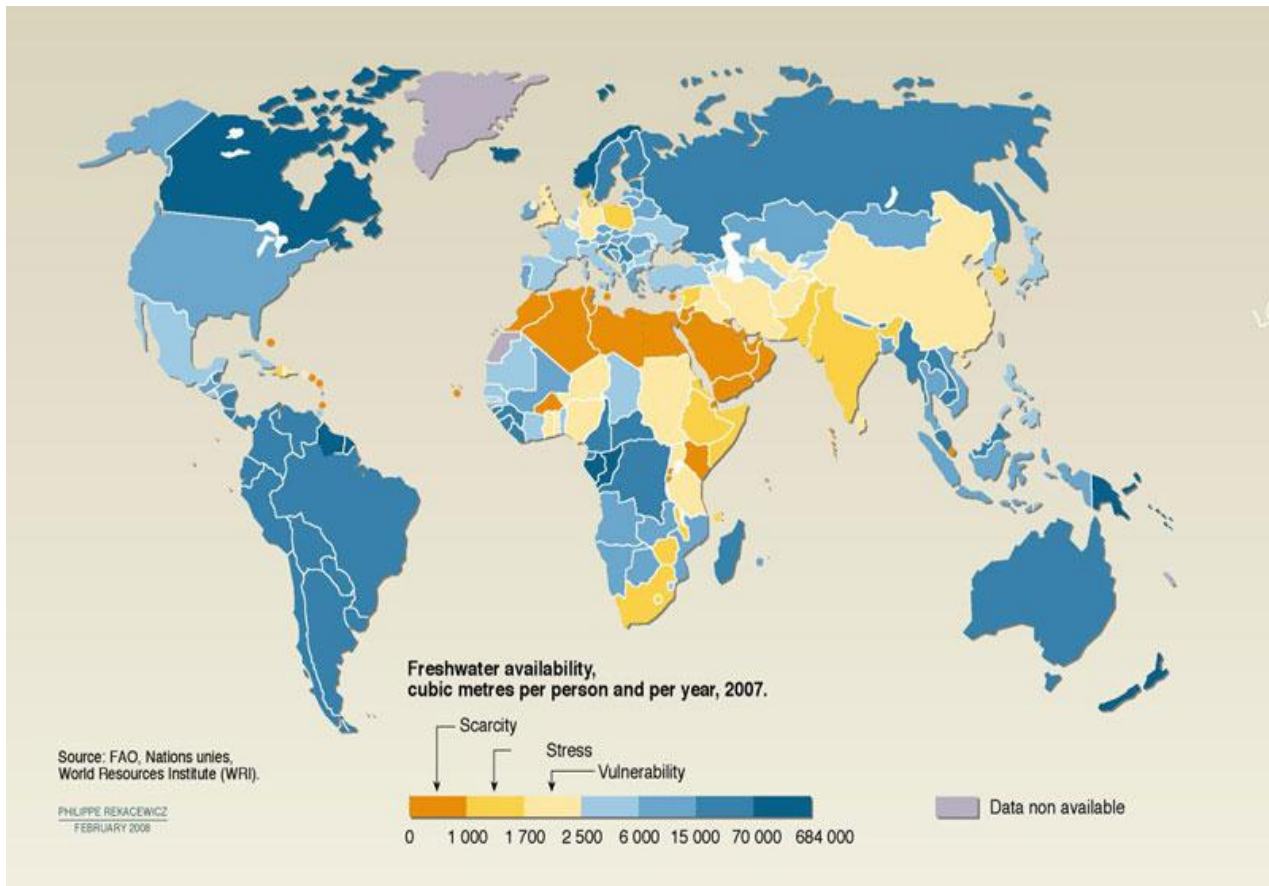 Freshwater availability,
cubic metres per person and per year, 2007.
Scarcity
Stress
Vulnerability
0 1 000 1 700 2 500 6 000 15 000 70 000 684 000
Data non available
Source: FAO, Nations unies,
World Resources Institute (WRI).
PHILIPPE REKACEWICZ
FEBRUARY 2008